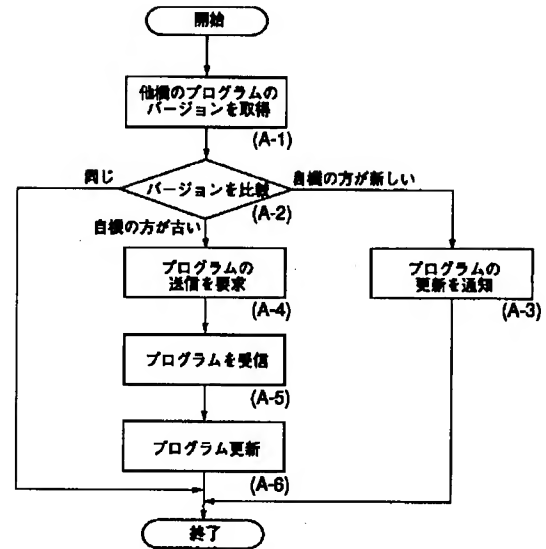 開始
他機のプログラムの
バージョンを取得
(A-1)
同じ
バージョンを比較
自機の方が新しい
(A-2)
自機の方が古い
プログラムの
送信を要求
(A-4)
プログラムの
更新を通知
(A-3)
プログラムを受信
(A-5)
プログラム更新
(A-6)
終了